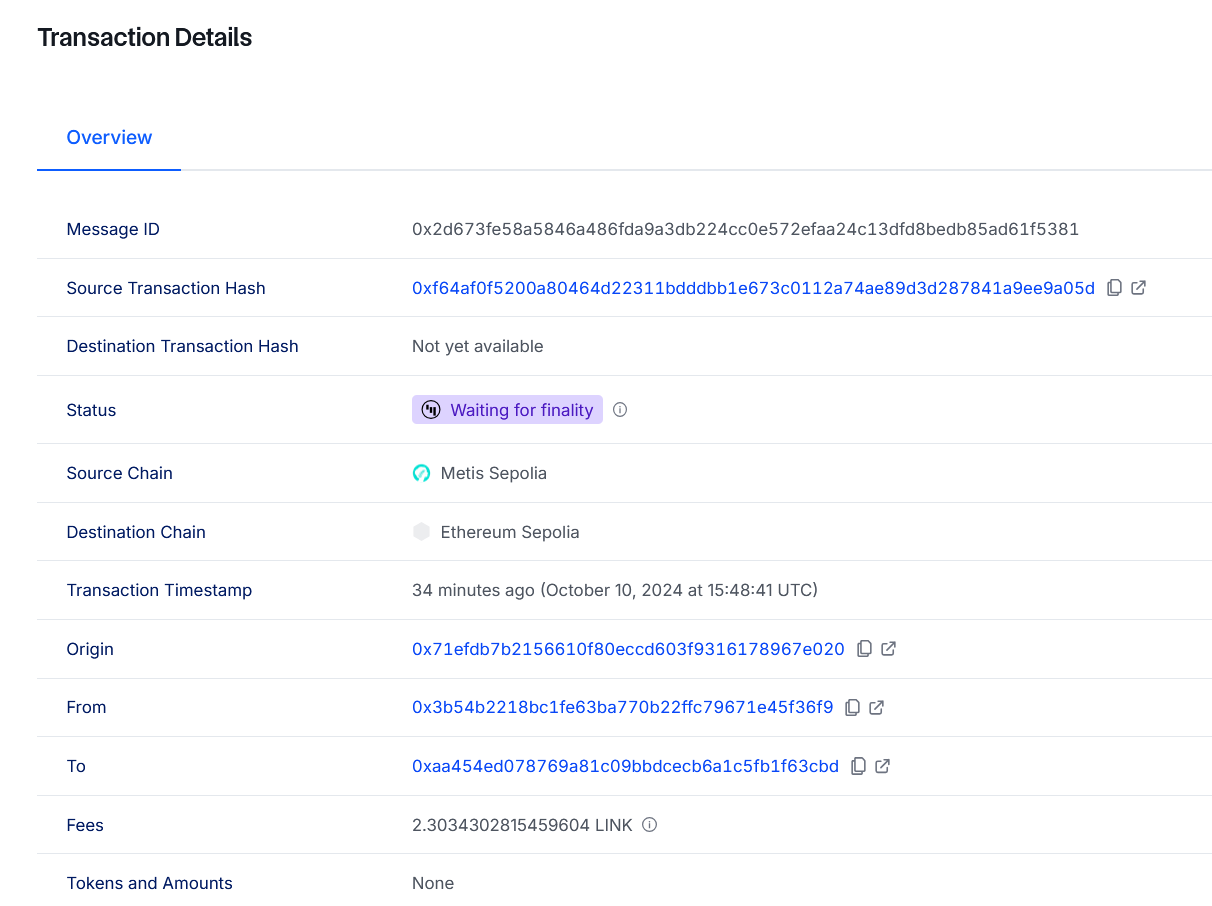 Transaction Details
Overview
Message ID 0x2d673fe58a5846a486fda9a3db224cc0e572efaa24c13dfd8bedb85ad61f5381
Source Transaction Hash 0xf64af0f5200a80464d22311bdddbb1e673c0112a74ae89d3d287841a9ee9a05d
Destination Transaction Hash Not yet available
Status Waiting for finality
Source Chain Metis Sepolia
Destination Chain Ethereum Sepolia
Transaction Timestamp 34 minutes ago (October 10, 2024 at 15:48:41 UTC)
Origin 0x71efdb7b2156610f80eccd603f9316178967e020
From 0x3b54b2218bc1fe63ba770b22ffc79671e45f36f9
To 0xaa454ed078769a81c09bbdcecb6a1c5fb1f63cbd
Fees 2.3034302815459604 LINK
Tokens and Amounts None